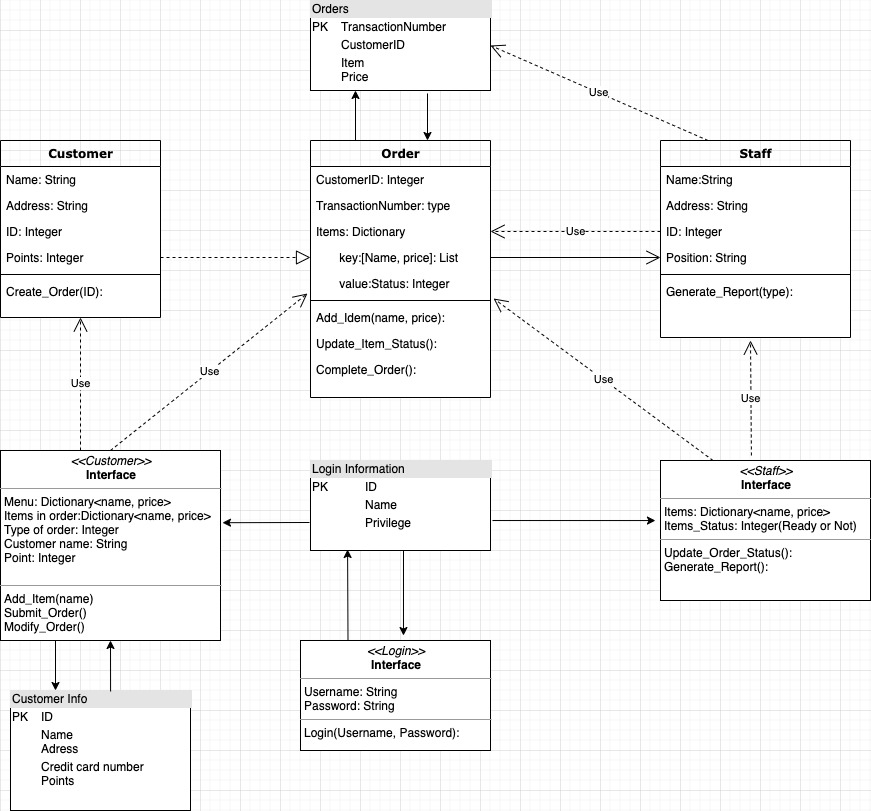 Orders
PK TransactionNumber
CustomerID
Item
Price
Use
Customer
Name: String
Address: String
ID: Integer
Points: Integer
Create_Order(ID):
Order
CustomerID: Integer
TransactionNumber: type
Items: Dictionary
key:[Name, price]: List
value:Status: Integer
Add_Idem(name, price):
Update_Item_Status():
Complete_Order():
Use
Staff
Name:String
Address: String
ID: Integer
Position: String
Generate_Report(type):
Use
Use
Use
Use
<<Customer>>
Interface
Menu: Dictionary<name, price>
Items in order:Dictionary<name, price>
Type of order: Integer
Customer name: String
Point: Integer
Add_Item(name)
Submit_Order()
Modify_Order()
Login Information
PK ID
Name
Privilege
<<Staff>>
Interface
Items: Dictionary<name, price>
Items_Status: Integer(Ready or Not)
Update_Order_Status():
Generate_Report():
<<Login>>
Interface
Username: String
Password: String
Login(Username, Password):
Customer Info
PK ID
Name
Adress
Credit card number
Points